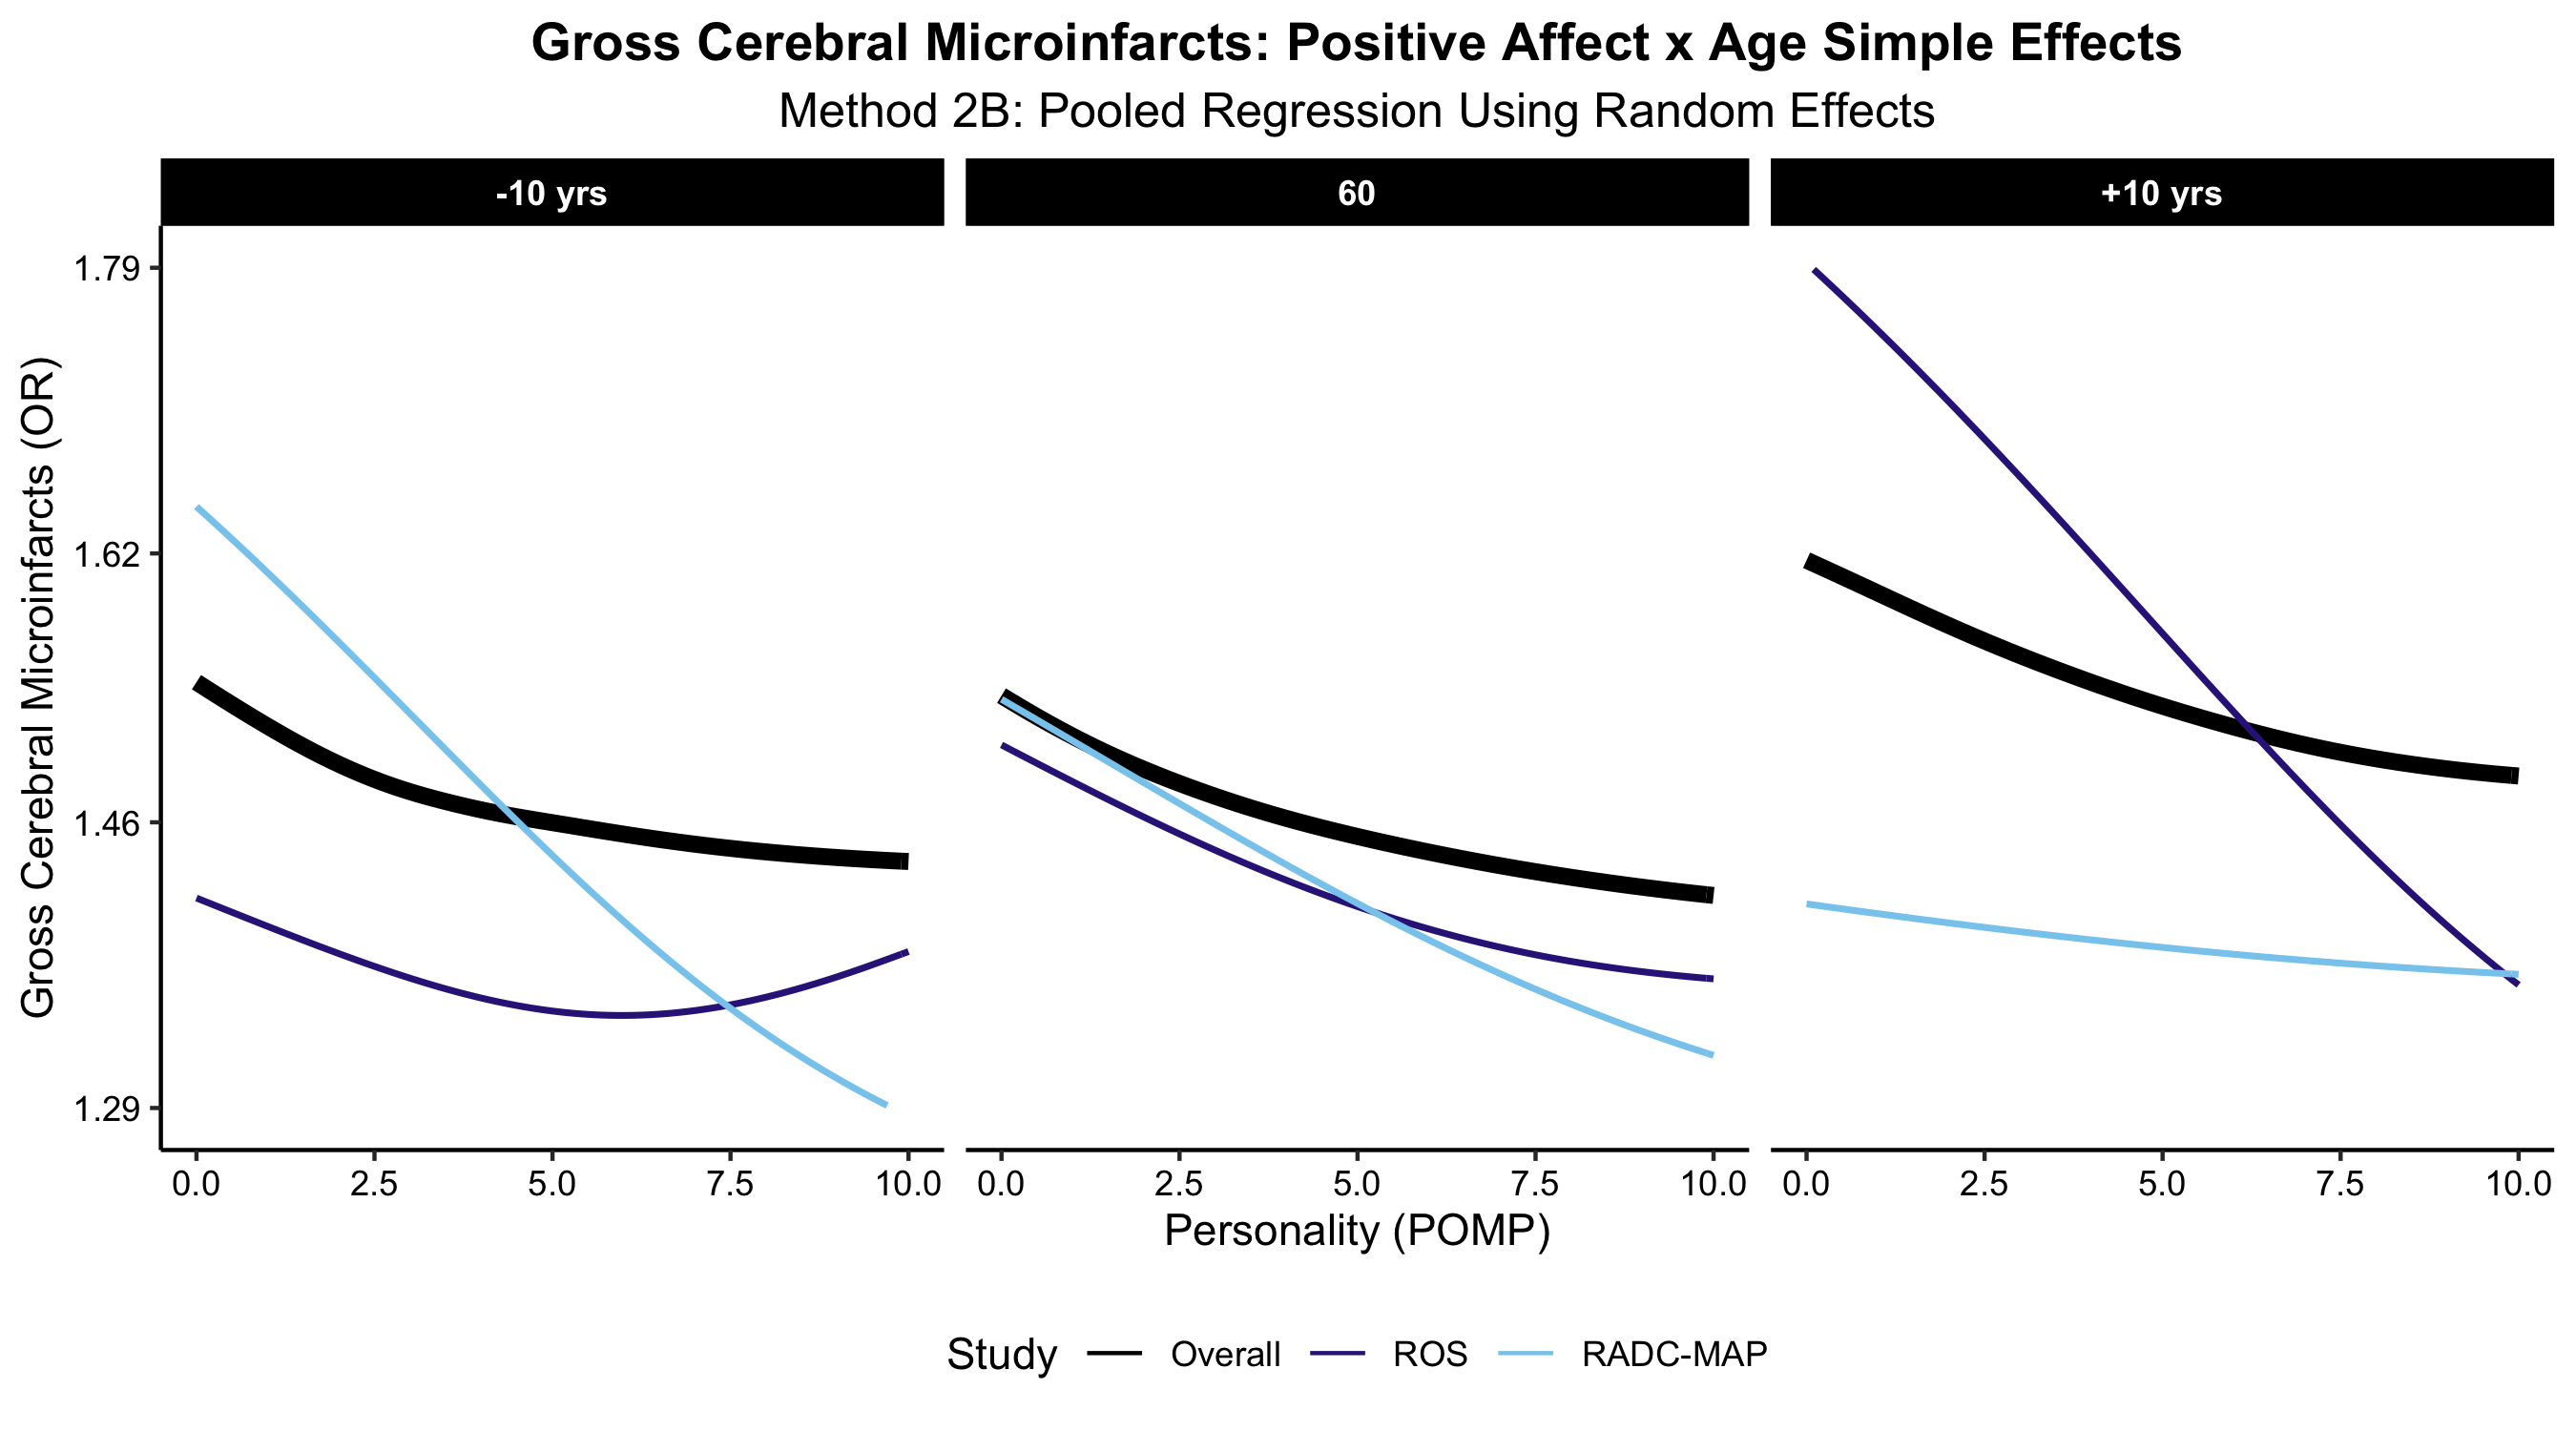 Gross Cerebral Microinfarcts: Positive Affect x Age Simple Effects
Method 2B: Pooled Regression Using Random Effects
-10 yrs
60
+10 yrs
Gross Cerebral Microinfarcts (OR)
1.79
1.62
1.46
1.29
0.0 2.5 5.0 7.5 10.0
0.0 2.5 5.0 7.5 10.0
0.0 2.5 5.0 7.5 10.0
Personality (POMP)
Study Overall ROS RADC-MAP